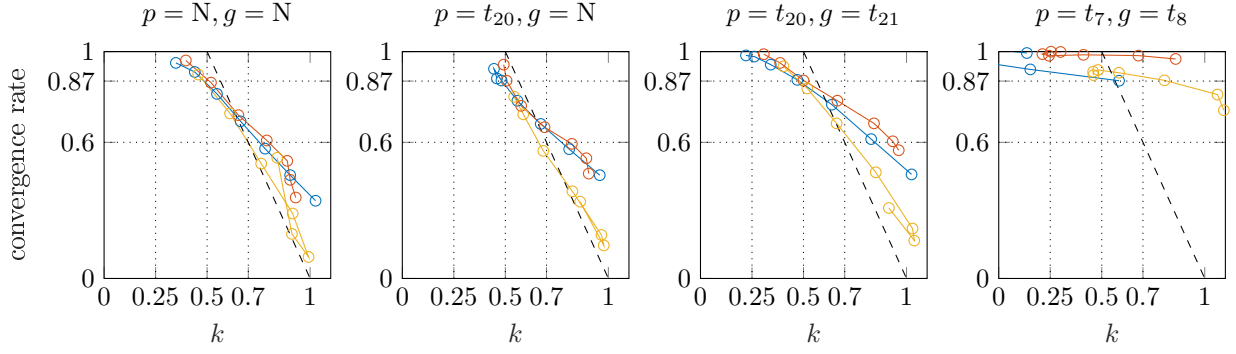 p = N, g = N
p = t₂₀, g = N
p = t₂₀, g = t₂₁
p = t₇, g = t₈
convergence rate
1
0.87
0.6
0
0 0.25 0.5 0.7 1
k
1
0.87
0.6
0
0 0.25 0.5 0.7 1
k
1
0.87
0.6
0
0 0.25 0.5 0.7 1
k
1
0.87
0.6
0
0 0.25 0.5 0.7 1
k